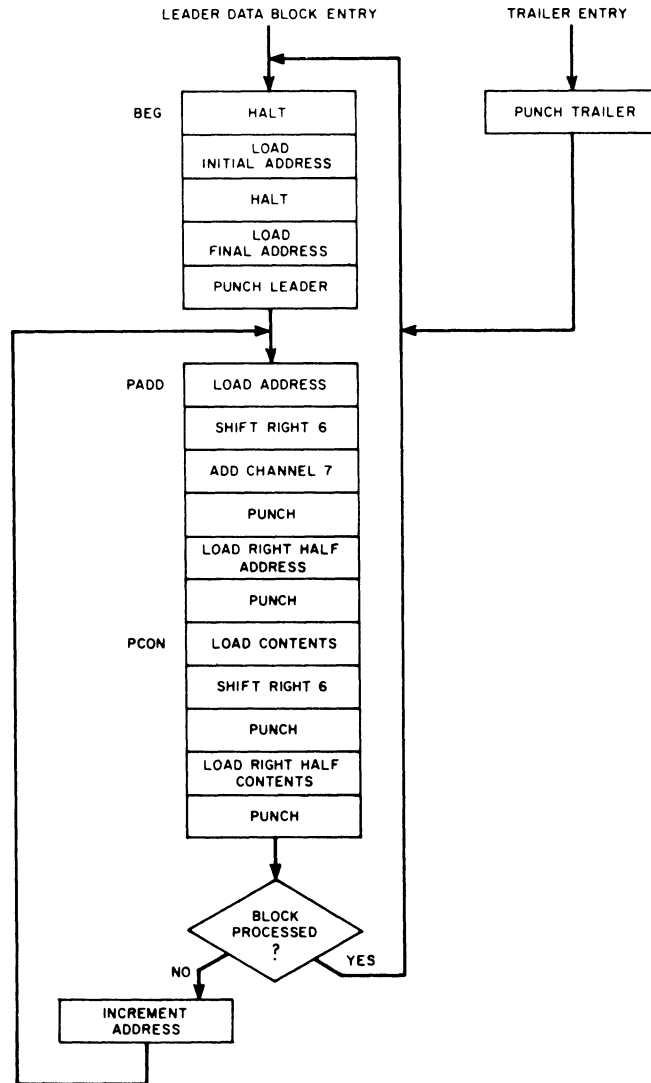 LEADER DATA BLOCK ENTRY
TRAILER ENTRY
BEG
HALT
PUNCH TRAILER
LOAD
INITIAL ADDRESS
HALT
LOAD
FINAL ADDRESS
PUNCH LEADER
PADD
LOAD ADDRESS
SHIFT RIGHT 6
ADD CHANNEL 7
PUNCH
LOAD RIGHT HALF
ADDRESS
PUNCH
PCON
LOAD CONTENTS
SHIFT RIGHT 6
PUNCH
LOAD RIGHT HALF
CONTENTS
PUNCH
BLOCK
PROCESSED
?
NO
YES
INCREMENT
ADDRESS